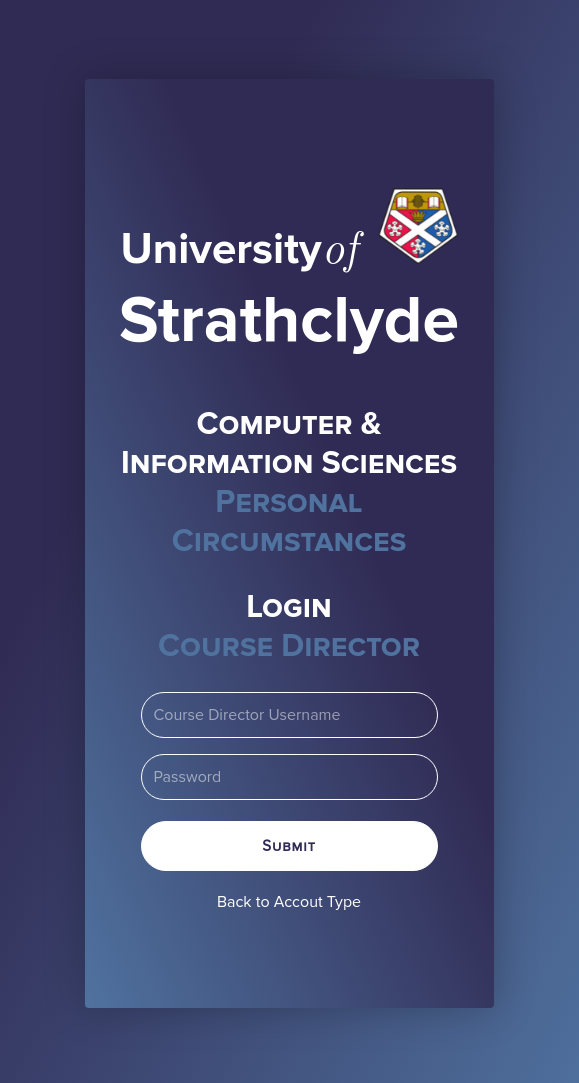 University of
Strathclyde
Computer &
Information Sciences
Personal
Circumstances
Login
Course Director
Course Director Username
Password
Submit
Back to Accout Type